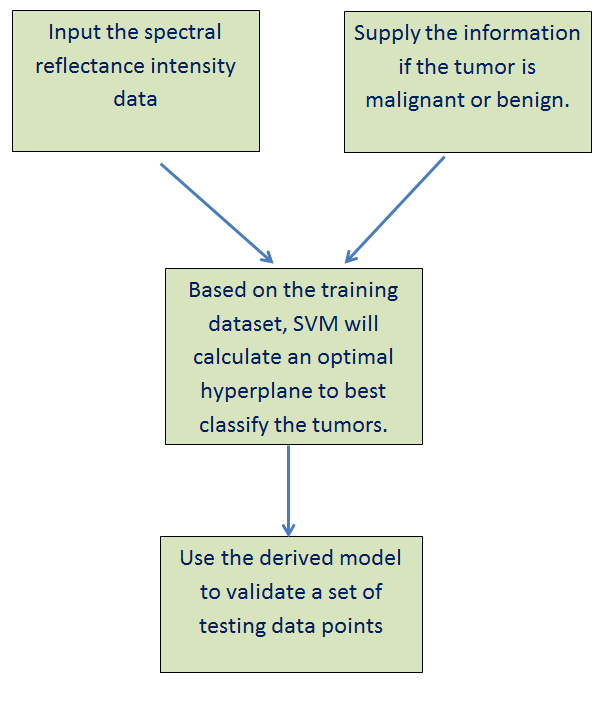 Input the spectral
reflectance intensity
data
Supply the information
if the tumor is
malignant or benign.
Based on the training
dataset, SVM will
calculate an optimal
hyperplane to best
classify the tumors.
Use the derived model
to validate a set of
testing data points